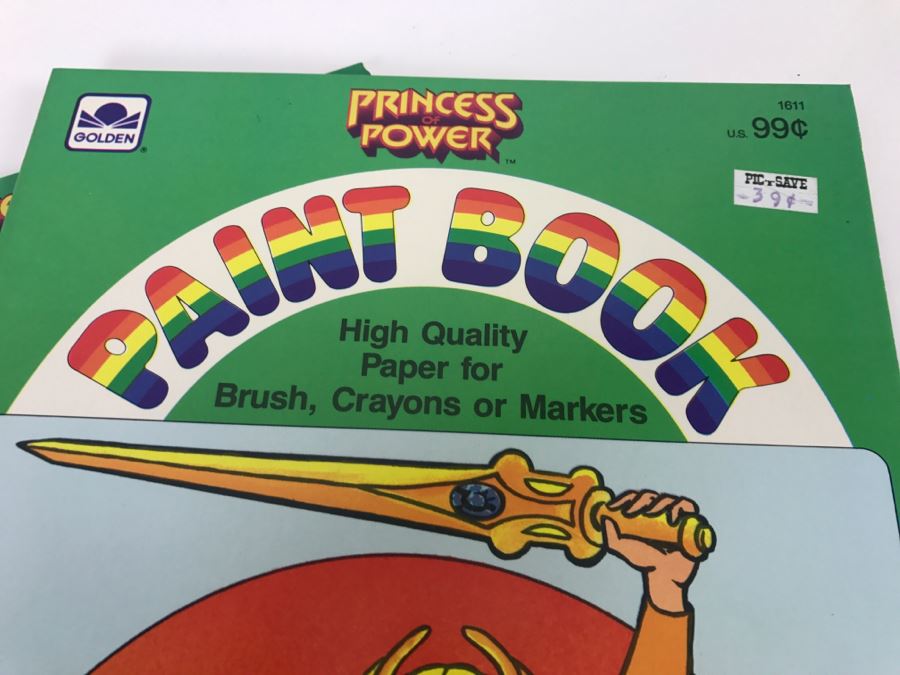 GOLDEN
PRINCESS
OF
POWER
™
1611
U.S. 99¢
PIC-N-SAVE
39¢
PAINT BOOK
High Quality
Paper for
Brush, Crayons or Markers